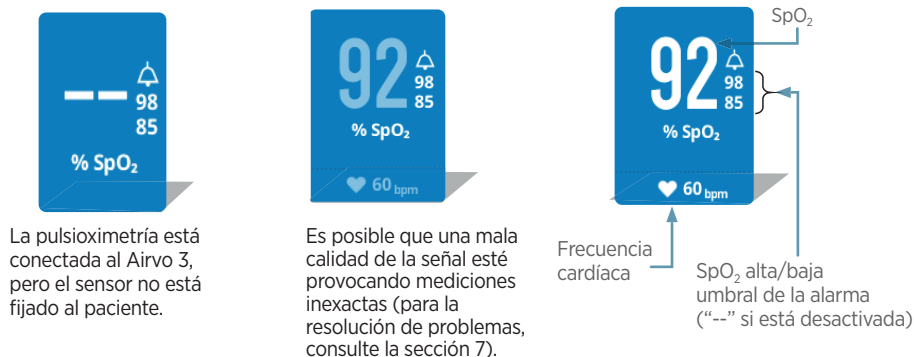 98
85
% SpO₂
La pulsioximetría está
conectada al Airvo 3,
pero el sensor no está
fijado al paciente.
92
98
85
% SpO₂
60 bpm
Es posible que una mala
calidad de la señal esté
provocando mediciones
inexactas (para la
resolución de problemas,
consulte la sección 7).
SpO₂
92
98
85
% SpO₂
60 bpm
Frecuencia
cardíaca
SpO₂ alta/baja
umbral de la alarma
(“--” si está desactivada)